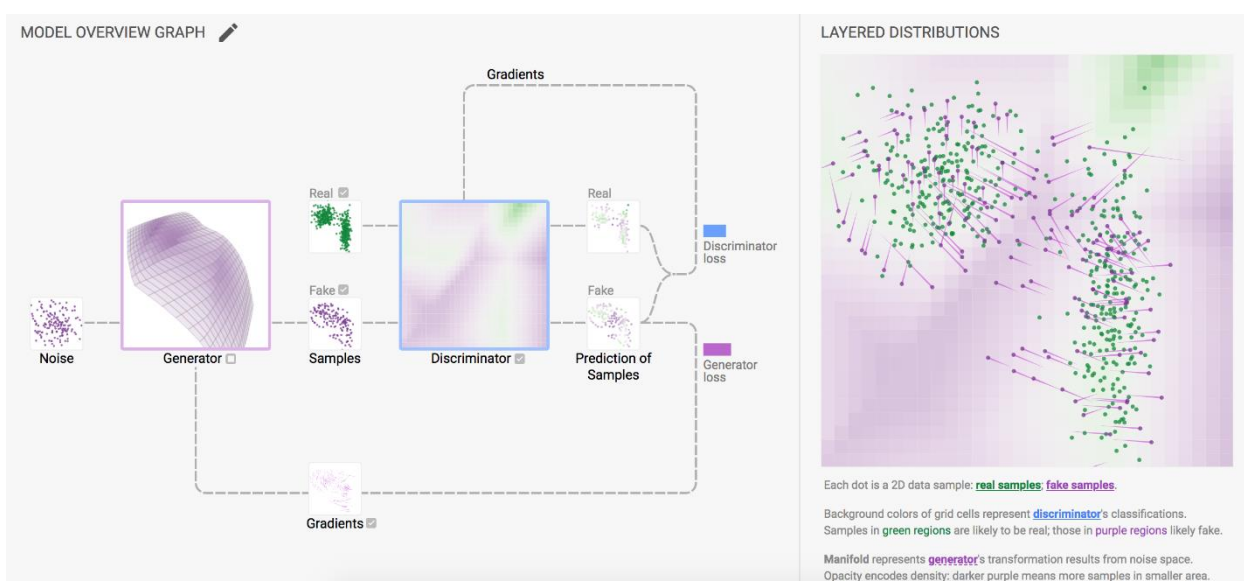 MODEL OVERVIEW GRAPH
Gradients
Real
Fake
Noise
Generator
Samples
Discriminator
Real
Fake
Prediction of
Samples
Discriminator
loss
Generator
loss
Gradients
LAYERED DISTRIBUTIONS
Each dot is a 2D data sample: real samples; fake samples.
Background colors of grid cells represent discriminator's classifications.
Samples in green regions are likely to be real; those in purple regions likely fake.
Manifold represents generator's transformation results from noise space.
Opacity encodes density: darker purple means more samples in smaller area.